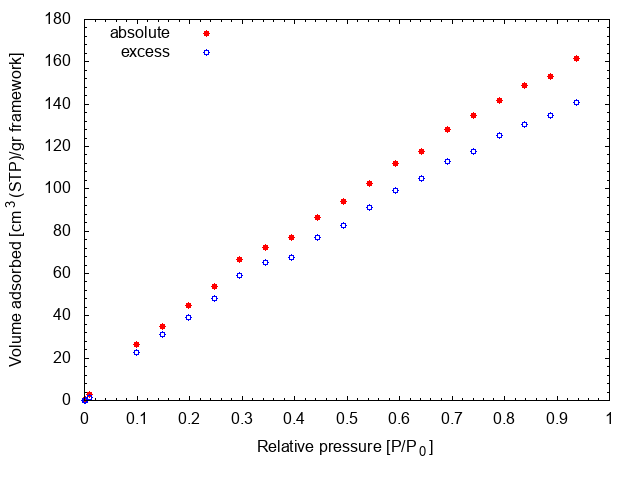 absolute
excess
180
160
140
120
100
80
60
40
20
0
Volume adsorbed [cm³(STP)/gr framework]
0 0.1 0.2 0.3 0.4 0.5 0.6 0.7 0.8 0.9 1
Relative pressure [P/P₀]